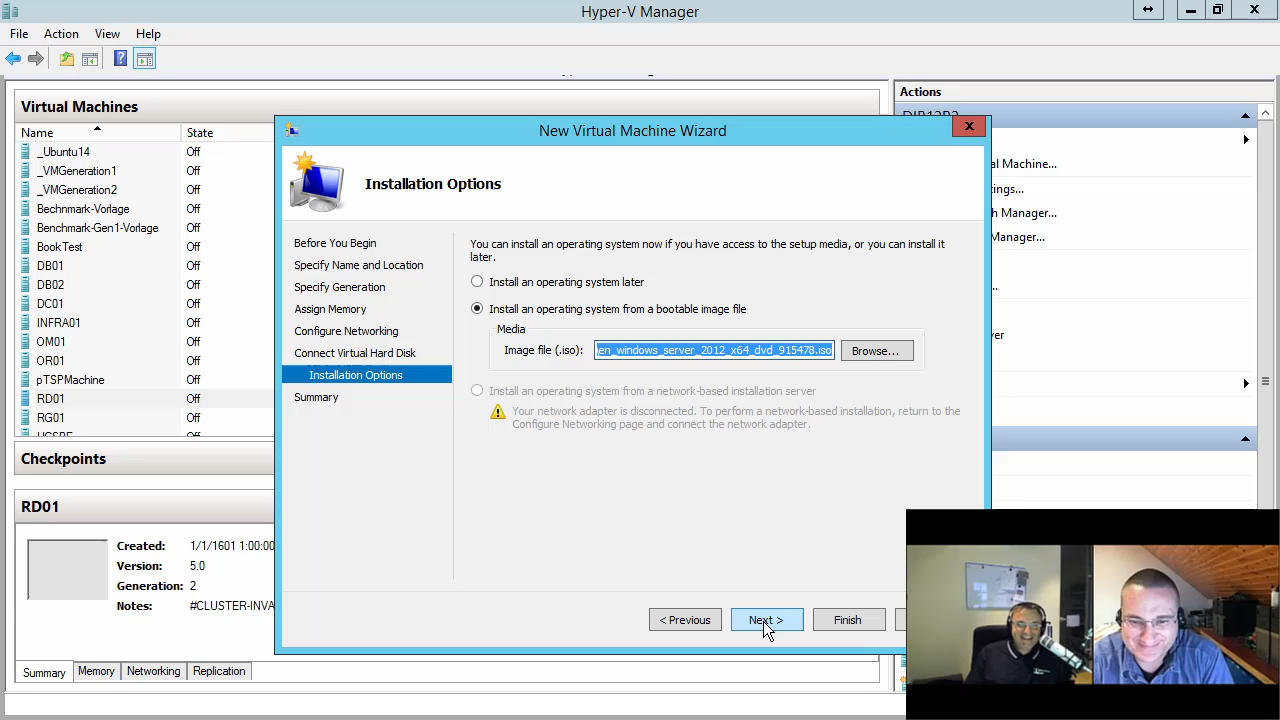 Hyper-V Manager
File Action View Help
Virtual Machines
Name State
_Ubuntu14 Off
_VMGeneration1 Off
_VMGeneration2 Off
Bechnmark-Vorlage Off
Benchmark-Gen1-Vorlage Off
BookTest Off
DB01 Off
DB02 Off
DC01 Off
INFRA01 Off
OM01 Off
OR01 Off
pTSPMachine Off
RD01 Off
RG01 Off
Checkpoints
RD01
Created: 1/1/1601 1:00:00
Version: 5.0
Generation: 2
Notes: #CLUSTER-INVA
Summary Memory Networking Replication
New Virtual Machine Wizard
Installation Options
Before You Begin
Specify Name and Location
Specify Generation
Assign Memory
Configure Networking
Connect Virtual Hard Disk
Installation Options
Summary
You can install an operating system now if you have access to the setup media, or you can install it
later.
Install an operating system later
Install an operating system from a bootable image file
Media
Image file (.iso): en_windows_server_2012_x64_dvd_915478.iso Browse...
Install an operating system from a network-based installation server
Your network adapter is disconnected. To perform a network-based installation, return to the
Configure Networking page and connect the network adapter.
< Previous Next > Finish
Actions
al Machine...
tings...
h Manager...
Manager...